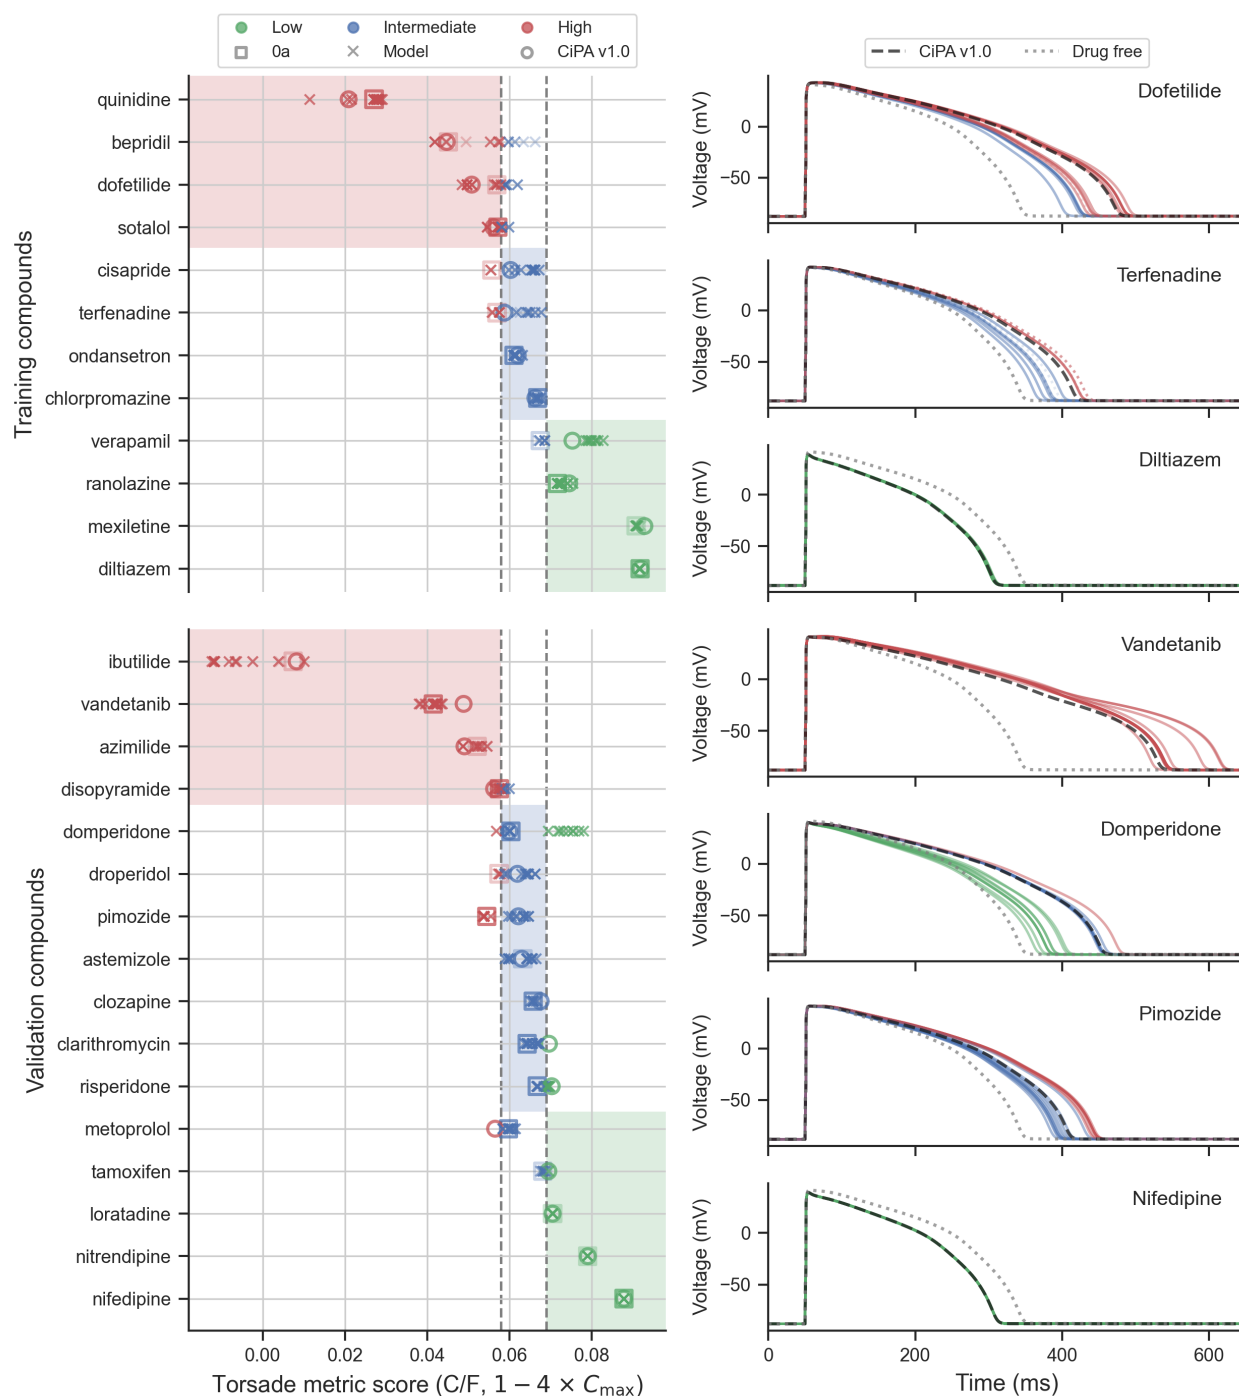 Low Intermediate High
0a Model CiPA v1.0
Training compounds
quinidine
bepridil
dofetilide
sotalol
cisapride
terfenadine
ondansetron
chlorpromazine
verapamil
ranolazine
mexiletine
diltiazem
Validation compounds
ibutilide
vandetanib
azimilide
disopyramide
domperidone
droperidol
pimozide
astemizole
clozapine
clarithromycin
risperidone
metoprolol
tamoxifen
loratadine
nitrendipine
nifedipine
0.00 0.02 0.04 0.06 0.08
Torsade metric score (C/F, 1 − 4 × Cmax)
CiPA v1.0 Drug free
Dofetilide
Voltage (mV)
0
−50
Terfenadine
Voltage (mV)
0
−50
Diltiazem
Voltage (mV)
0
−50
Vandetanib
Voltage (mV)
0
−50
Domperidone
Voltage (mV)
0
−50
Pimozide
Voltage (mV)
0
−50
Nifedipine
Voltage (mV)
0
−50
0 200 400 600
Time (ms)